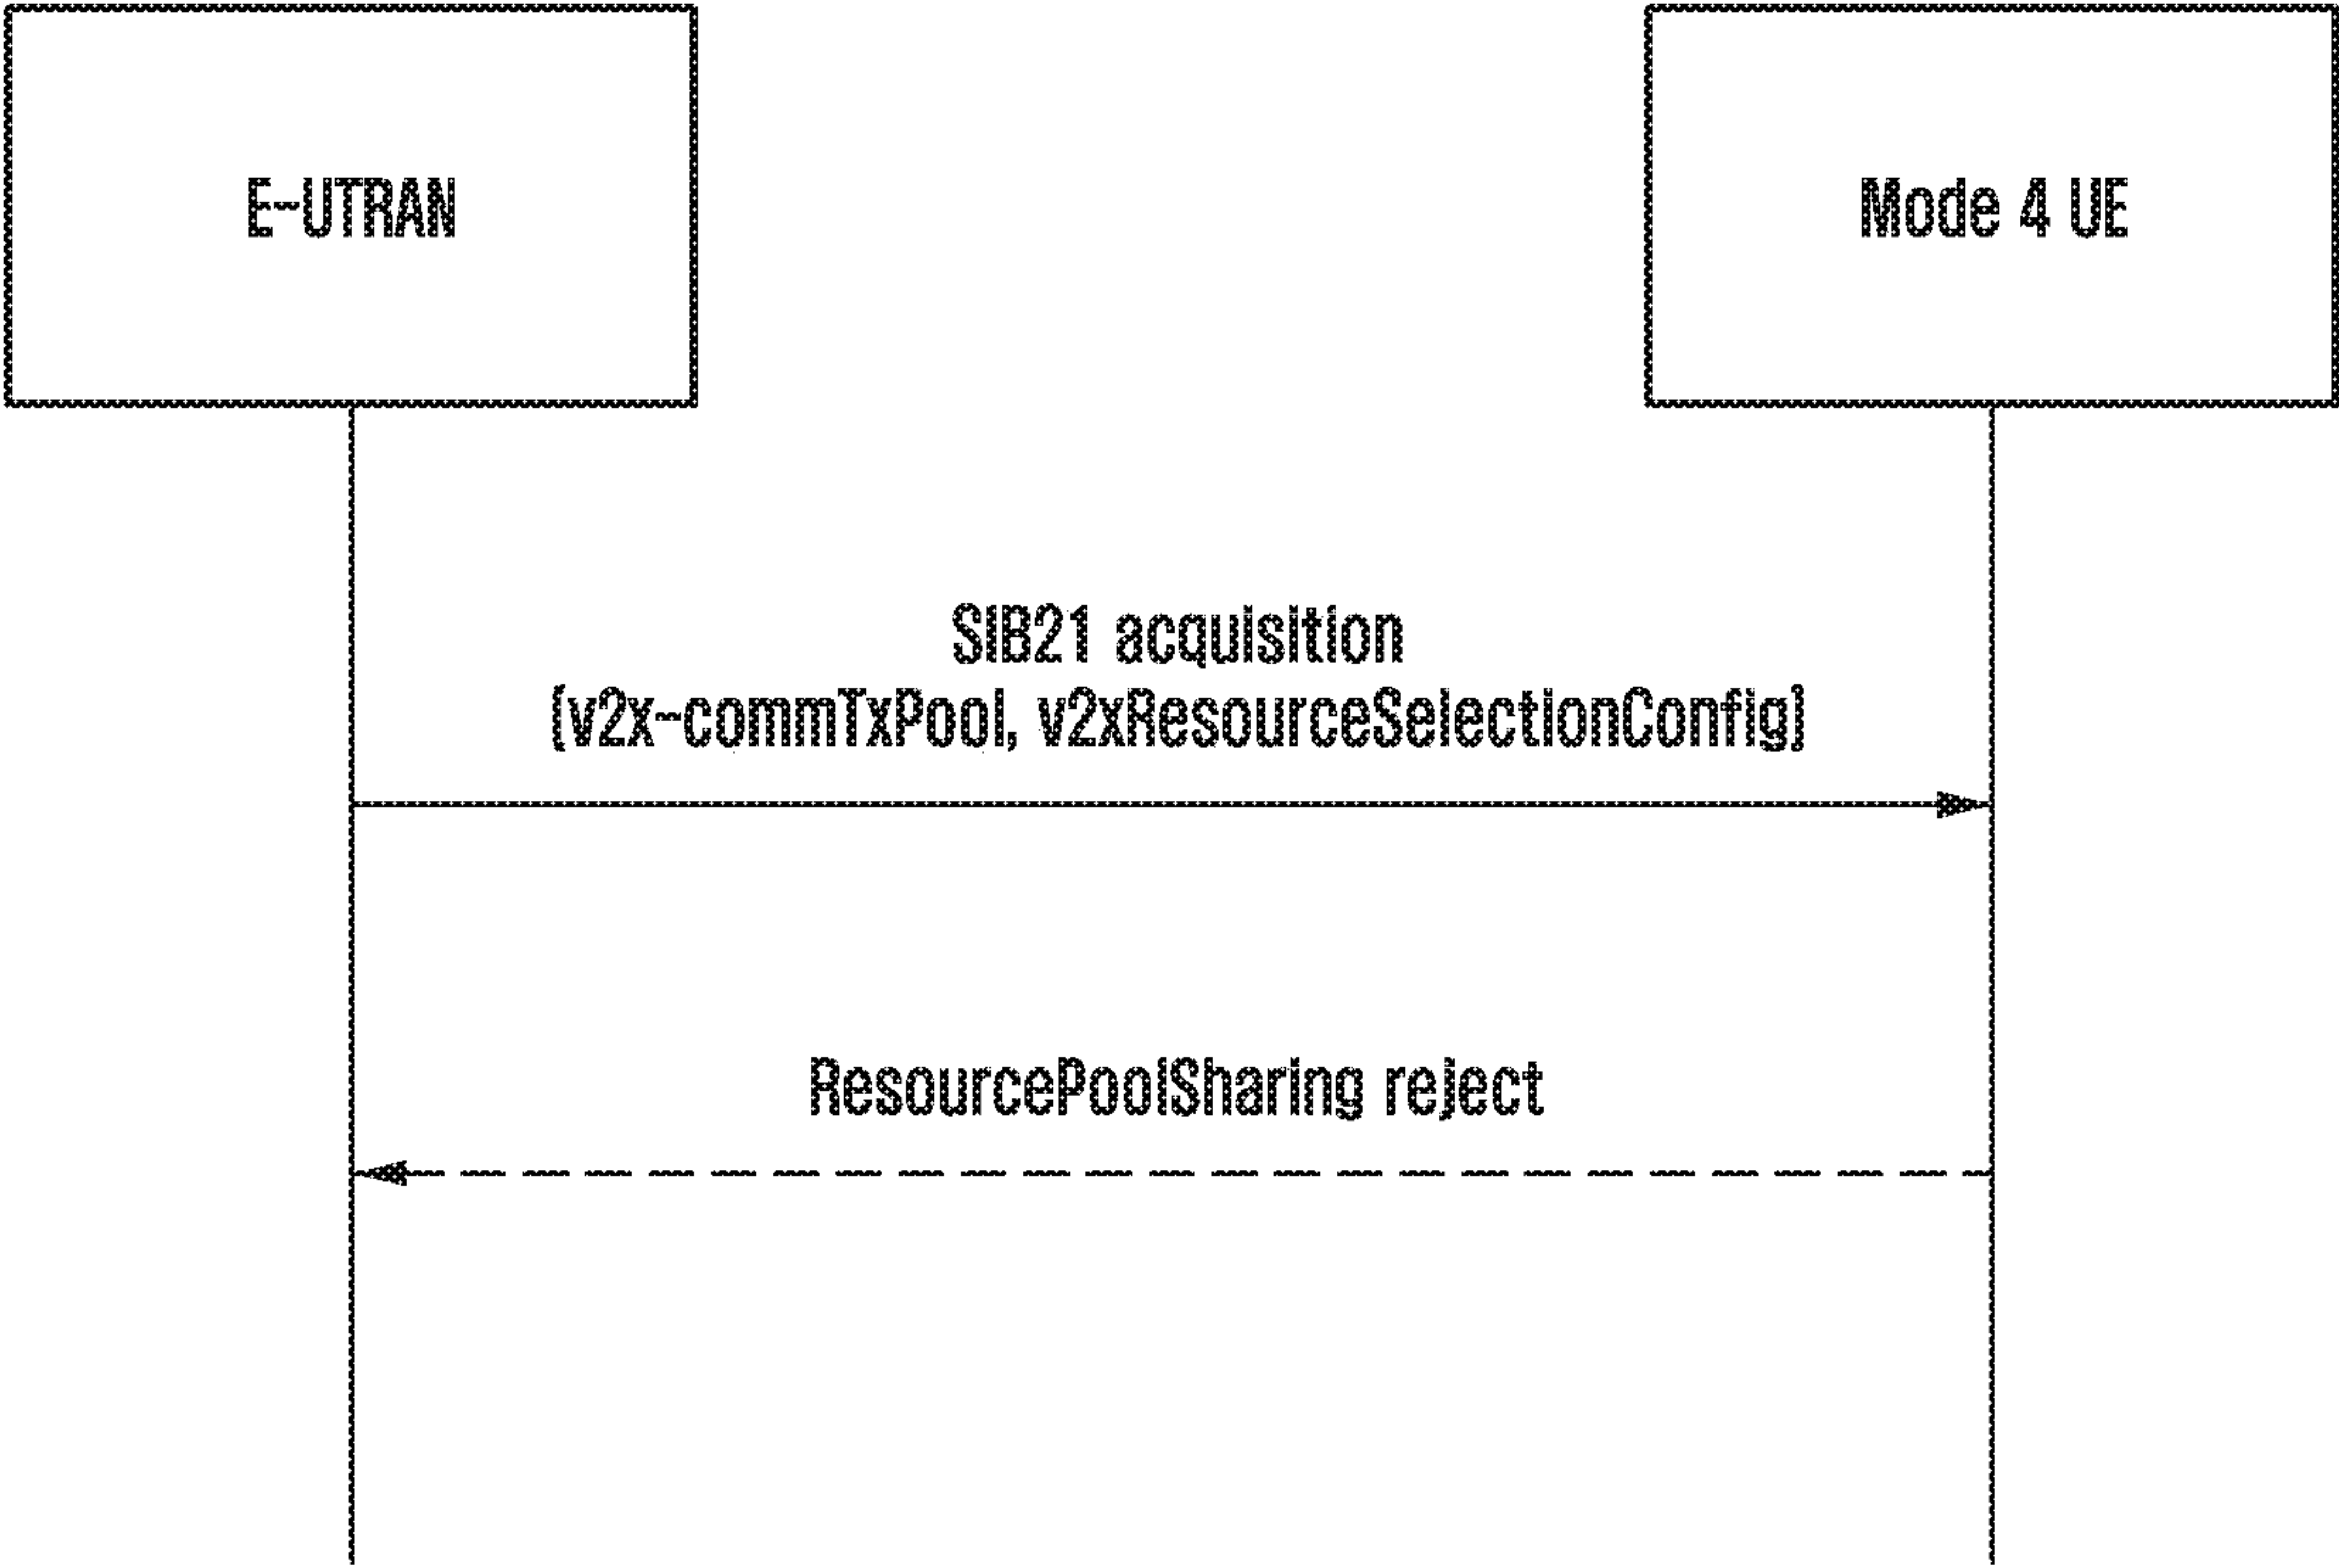 E-UTRAN
Mode 4 UE
SIB21 acquisition
(v2x-commTxPool, v2xResourceSelectionConfig)
ResourcePoolSharing reject